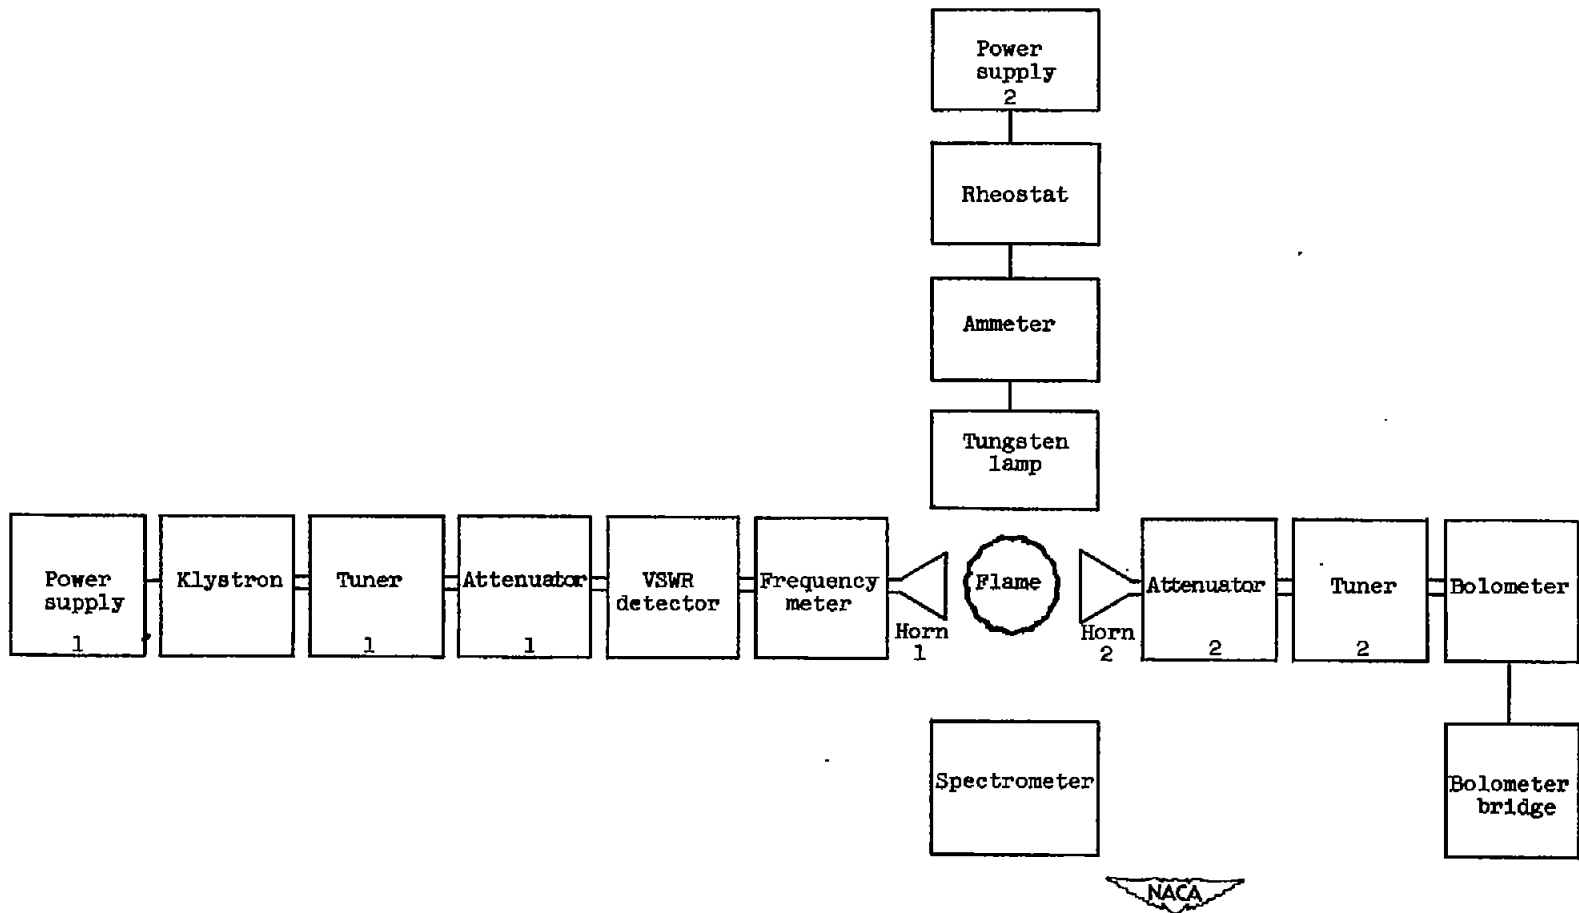 Power
supply
2
Rheostat
Ammeter
Tungsten
lamp
Power
supply
1
Klystron
Tuner
1
Attenuator
1
VSWR
detector
Frequency
meter
Horn
1
Flame
Horn
2
Attenuator
2
Tuner
2
Bolometer
Spectrometer
Bolometer
bridge
NACA